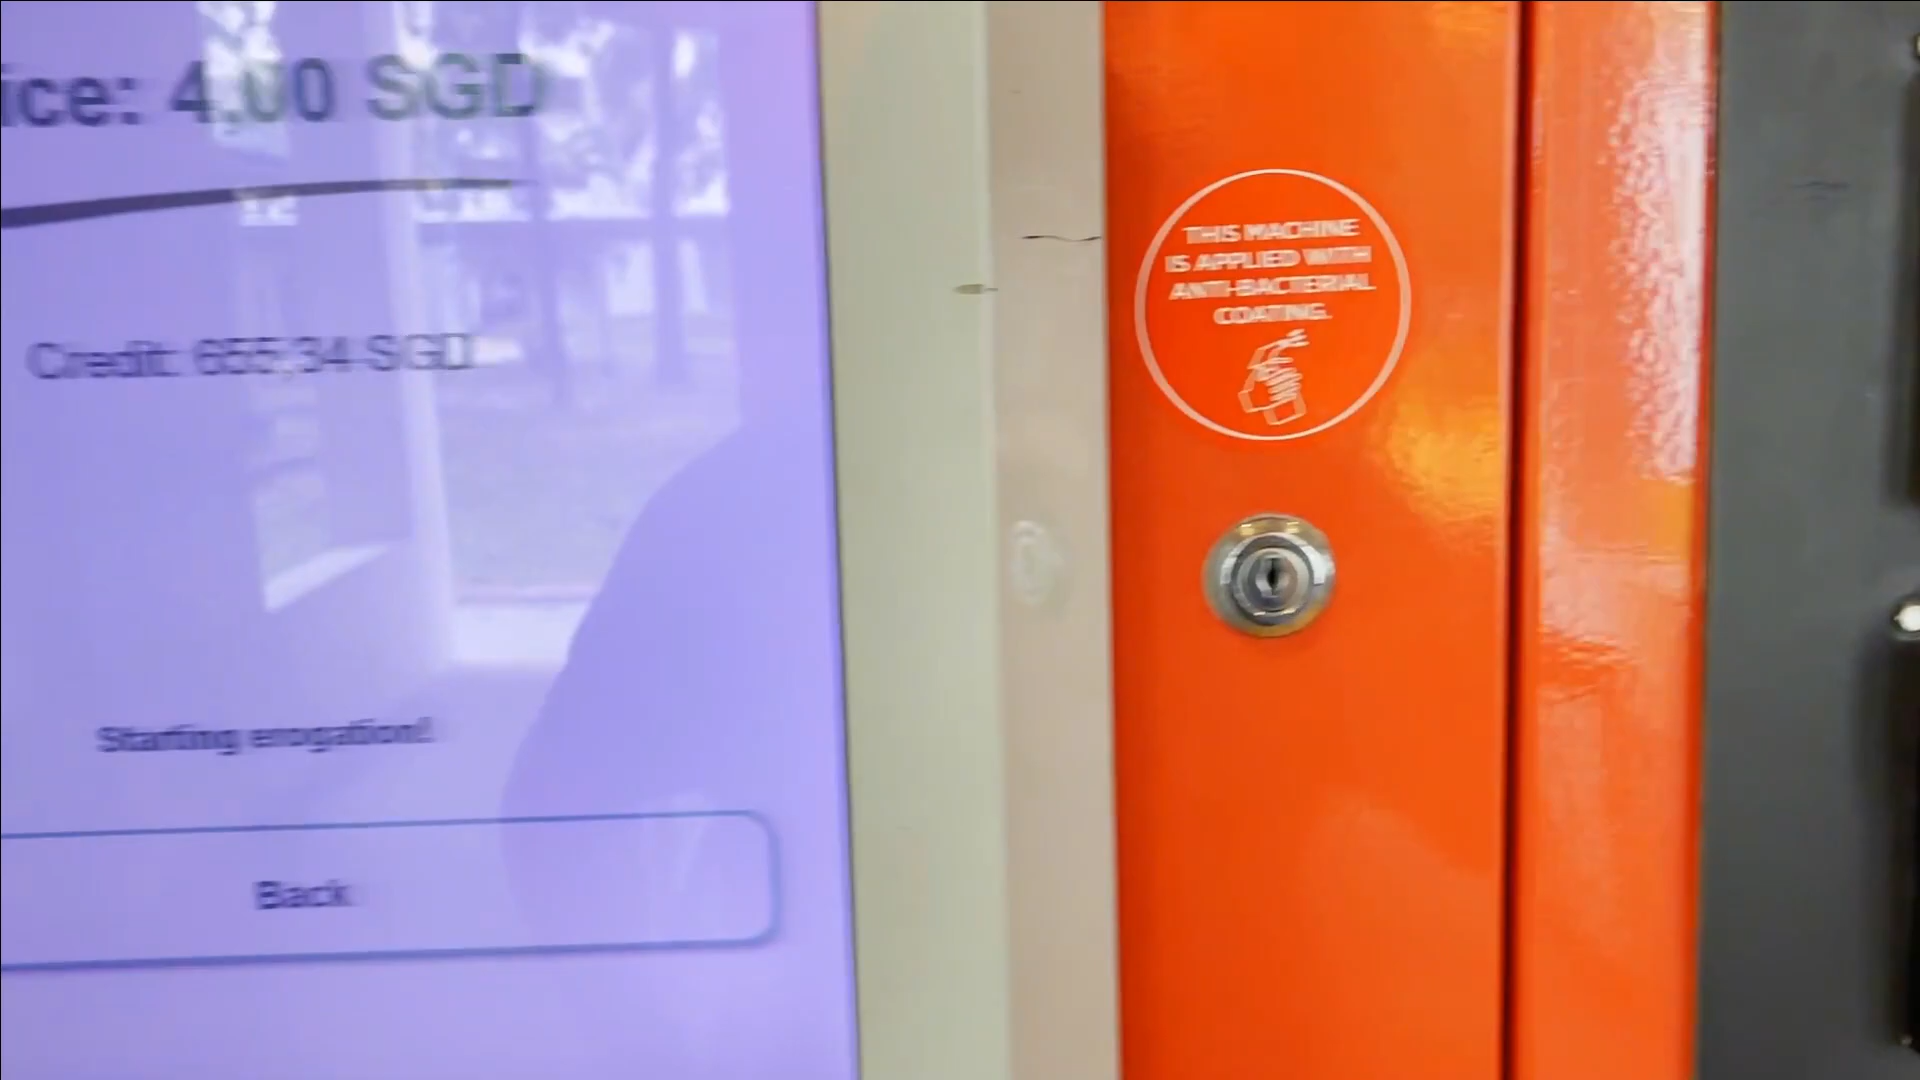 ice: 4.00 SGD
Credit: 655,34 SGD
Starting erogation!
Back
THIS MACHINE
IS APPLIED WITH
ANTI-BACTERIAL
COATING.